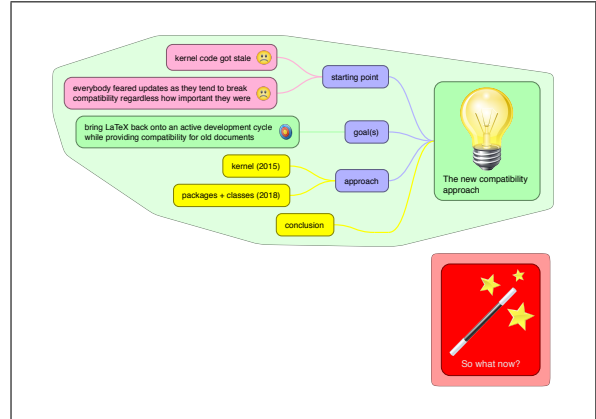 kernel code got stale
starting point
everybody feared updates as they tend to break
compatibility regardless how important they were
bring LaTeX back onto an active development cycle
while providing compatibility for old documents
goal(s)
kernel (2015)
approach
packages + classes (2018)
conclusion
The new compatibility
approach
So what now?